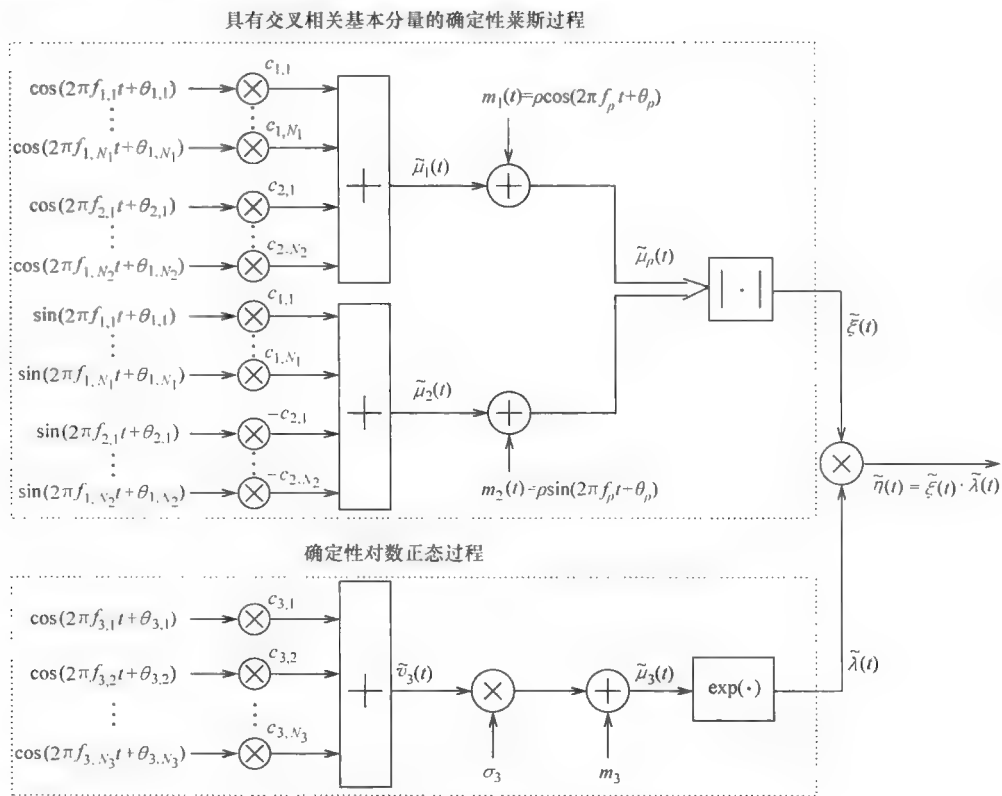 具有交叉相关基本分量的确定性莱斯过程
cos(2πf₁,₁t+θ₁,₁)
c₁,₁
⋮
cos(2πf₁,N₁t+θ₁,N₁)
c₁,N₁
cos(2πf₂,₁t+θ₂,₁)
c₂,₁
⋮
cos(2πf₁,N₂t+θ₁,N₂)
c₂,N₂
+
μ̃₁(t)
m₁(t)=ρcos(2πfρt+θρ)
sin(2πf₁,₁t+θ₁,₁)
c₁,₁
⋮
sin(2πf₁,N₁t+θ₁,N₁)
c₁,N₁
sin(2πf₂,₁t+θ₂,₁)
-c₂,₁
⋮
sin(2πf₁,N₂t+θ₁,N₂)
-c₂,N₂
+
μ̃₂(t)
m₂(t)=ρsin(2πfρt+θρ)
μ̃ρ(t)
|·|
ξ̃(t)
η̃(t) = ξ̃(t)·λ̃(t)
确定性对数正态过程
cos(2πf₃,₁t+θ₃,₁)
c₃,₁
cos(2πf₃,₂t+θ₃,₂)
c₃,₂
⋮
cos(2πf₃,N₃t+θ₃,N₃)
c₃,N₃
+
ṽ₃(t)
σ₃
m₃
μ̃₃(t)
exp(·)
λ̃(t)